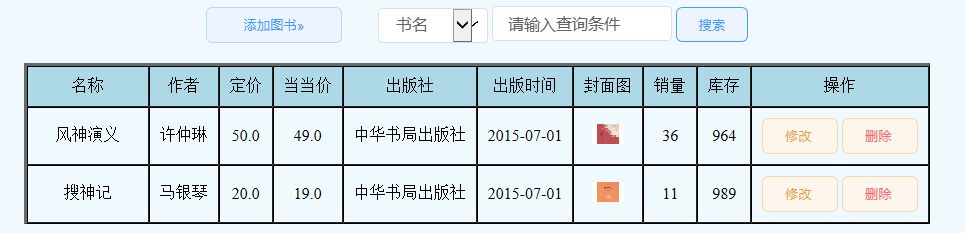 添加图书» 书名 请输入查询条件 搜索
名称 作者 定价 当当价 出版社 出版时间 封面图 销量 库存 操作
风神演义 许仲琳 50.0 49.0 中华书局出版社 2015-07-01 36 964 修改 删除
搜神记 马银琴 20.0 19.0 中华书局出版社 2015-07-01 11 989 修改 删除